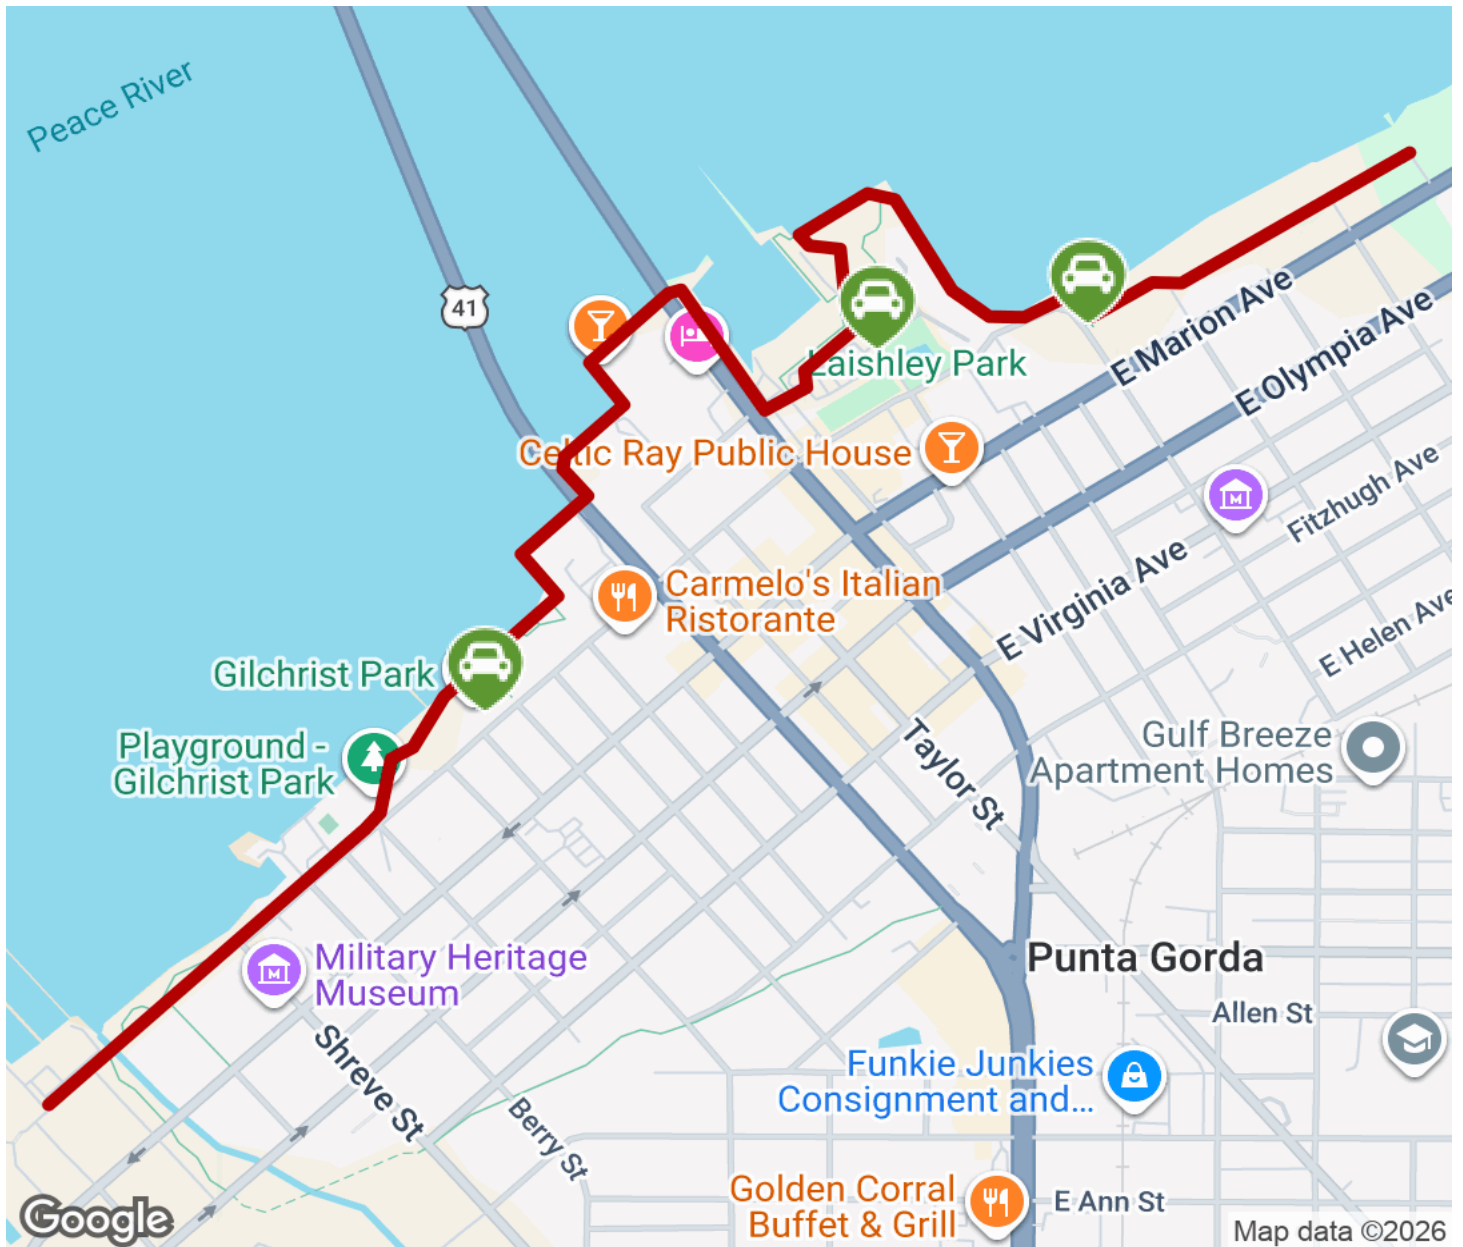 Peace River
41
E Marion Ave
E Olympia Ave
Laishley Park
Celtic Ray Public House
Fitzhugh Ave
E Virginia Ave
Carmelo's Italian
Ristorante
E Helen Ave
Gilchrist Park
Playground -
Gilchrist Park
Taylor St
Gulf Breeze
Apartment Homes
Military Heritage
Museum
Punta Gorda
Allen St
Shreve St
Berry St
Funkie Junkies
Consignment and...
Golden Corral
Buffet & Grill
E Ann St
Google
Map data ©2026